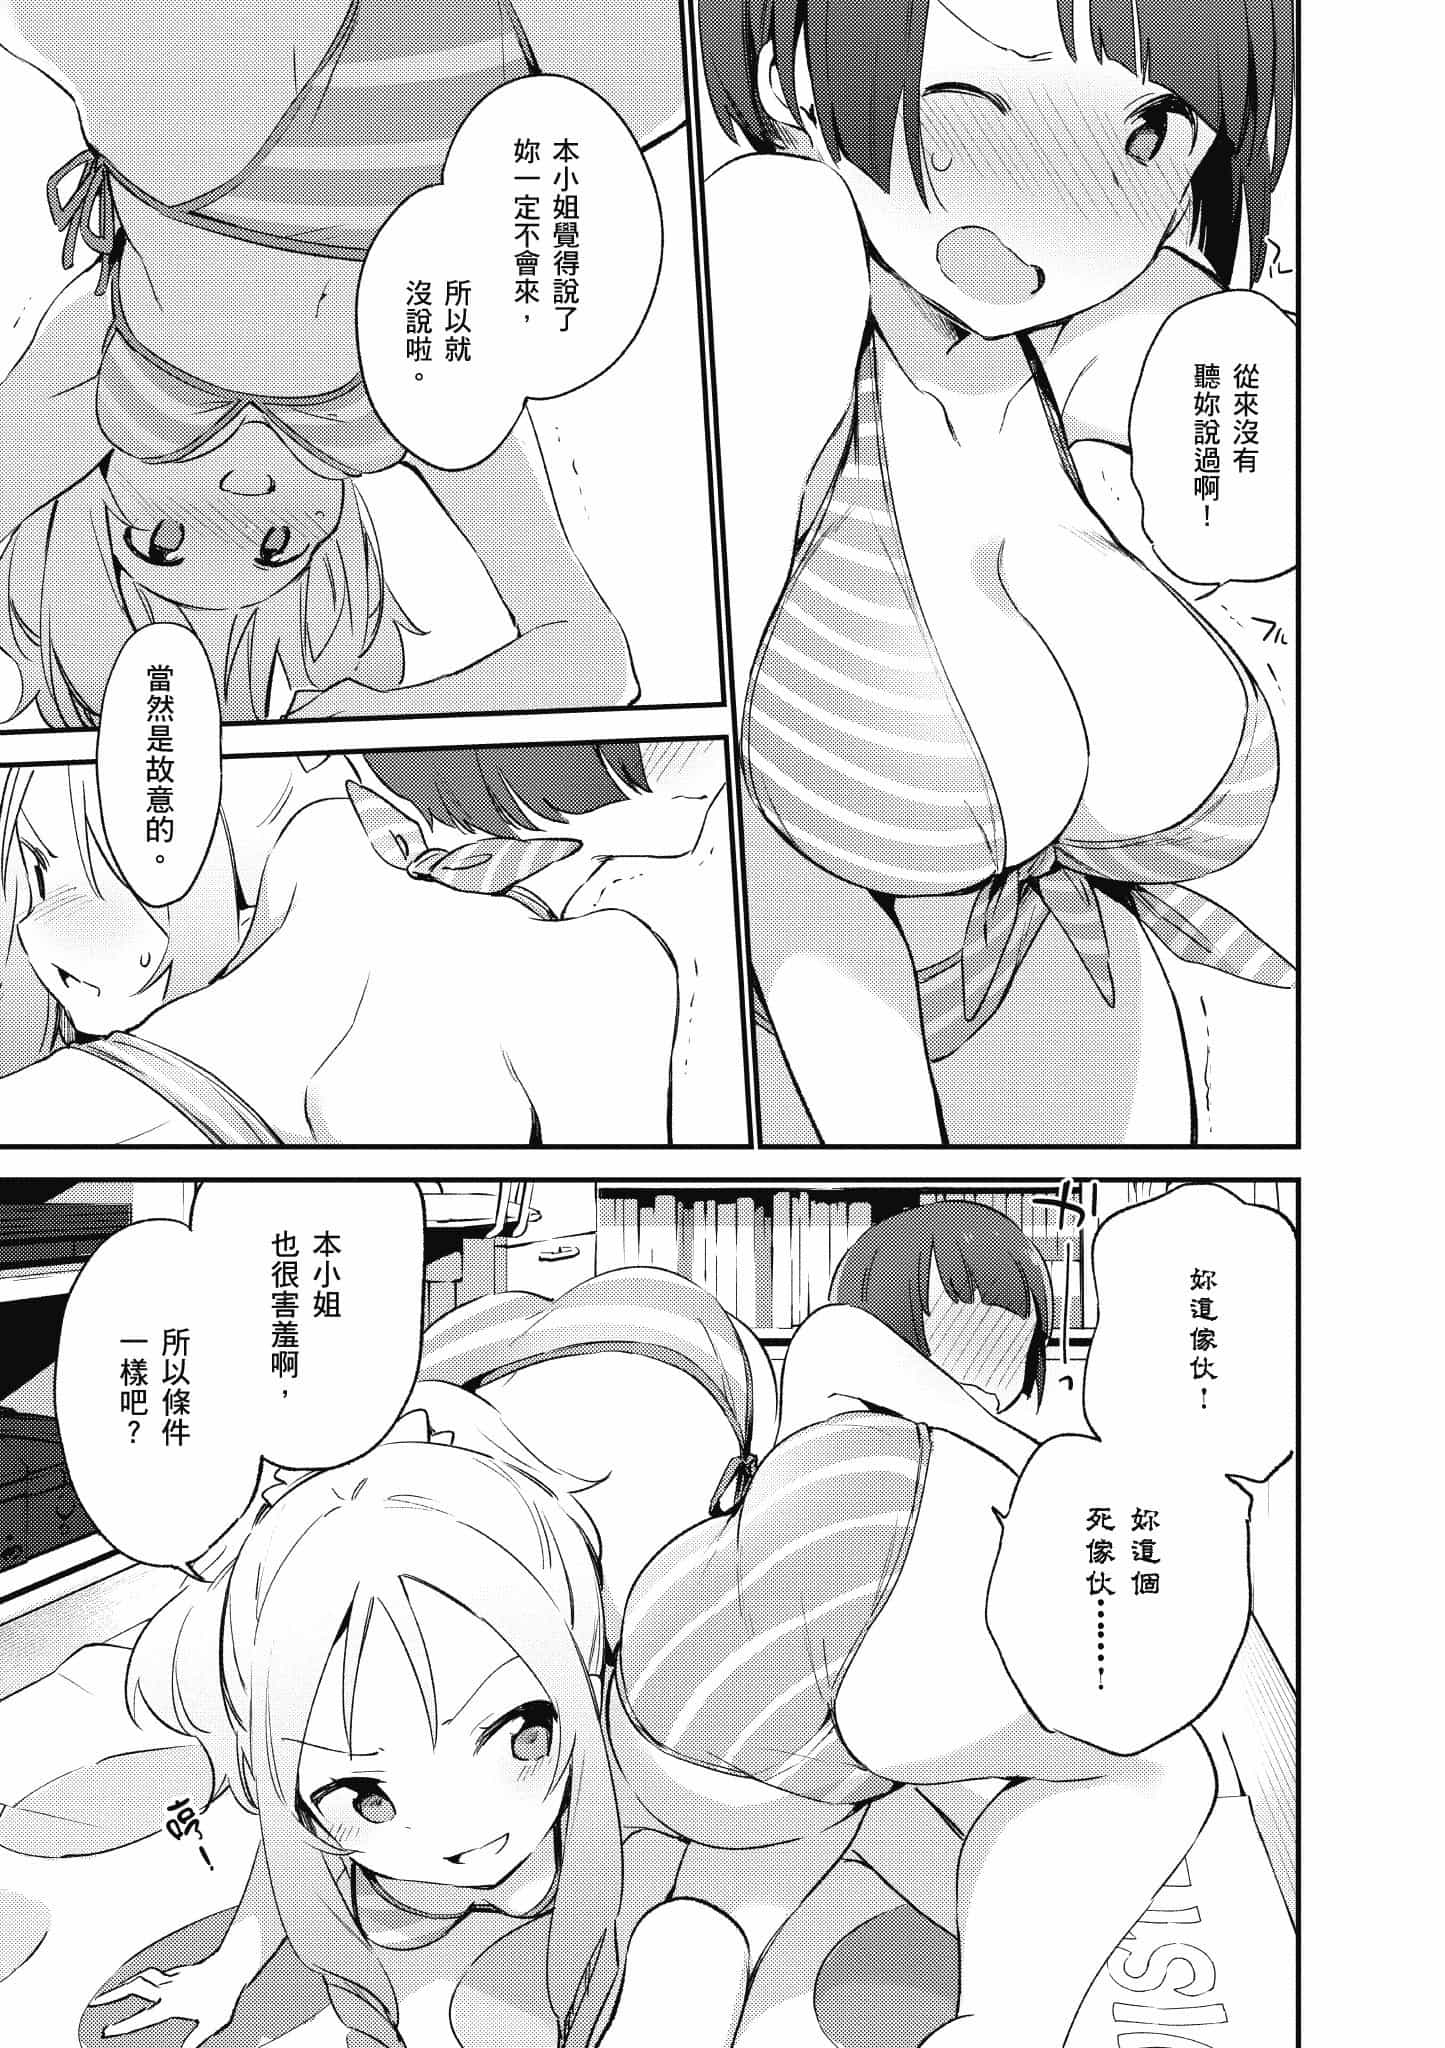 從來沒有
聽妳說過啊！
フル
本小姐覺得說了
妳一定不會來，
所以就
沒說啦。
當然是故意的。
妳這傢伙！
妳這個
死傢伙……！
本小姐
也很害羞啊，
所以條件
一樣吧？
哼！